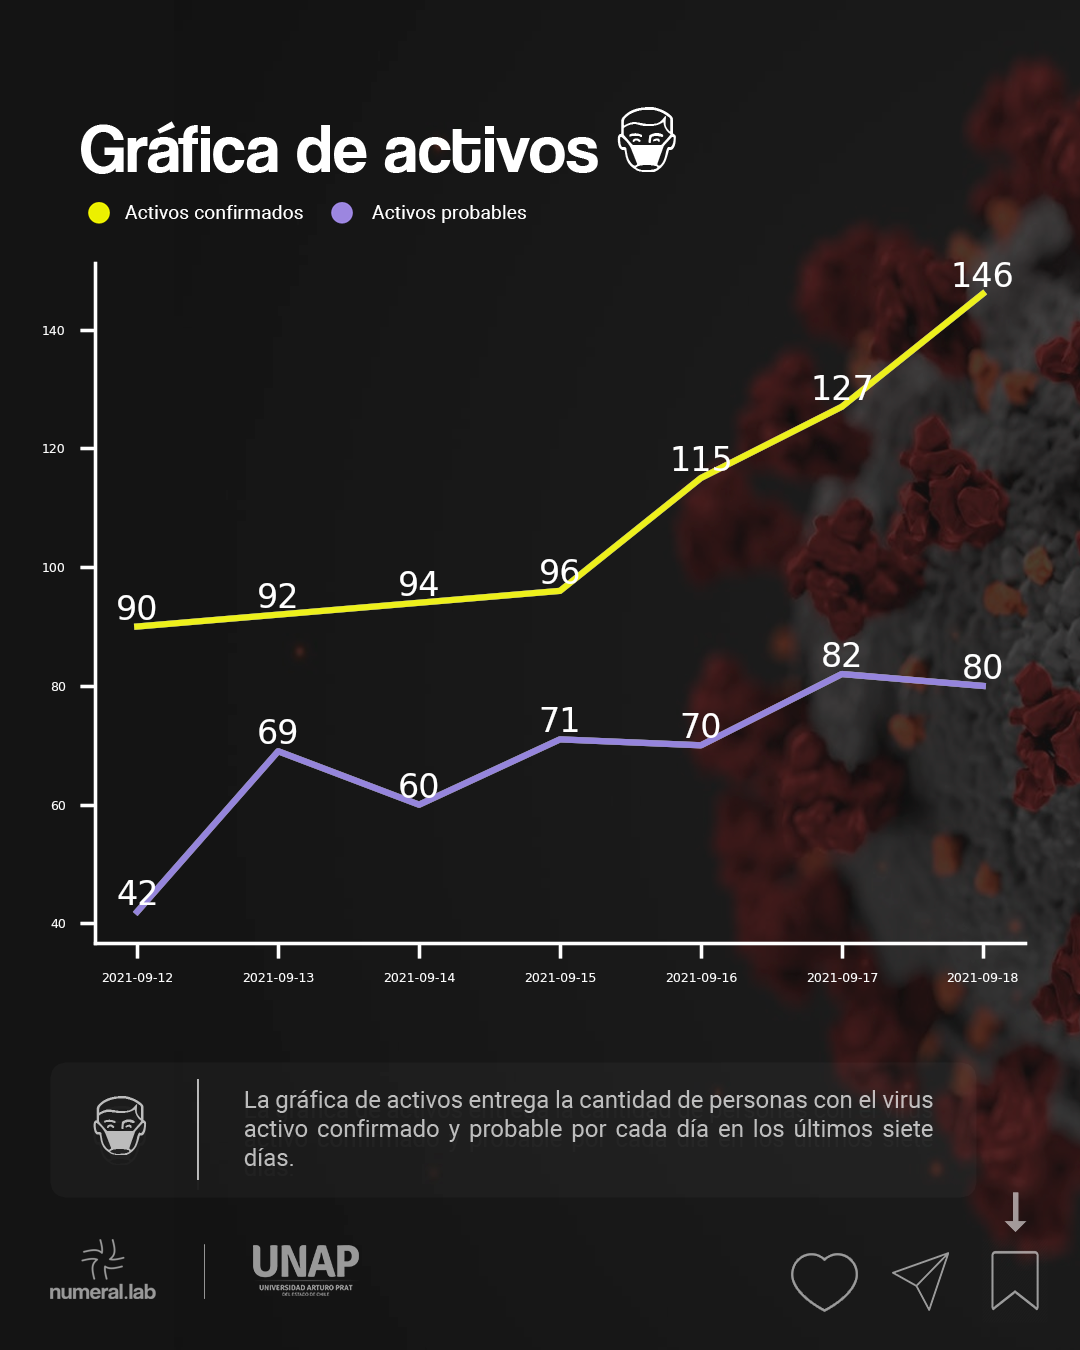 Gráfica de activos
Activos confirmados Activos probables
146
140
127
120
115
100
96
94
92
90
82
80
80
71
70
69
60
60
42
40
2021-09-12 2021-09-13 2021-09-14 2021-09-15 2021-09-16 2021-09-17 2021-09-18
La gráfica de activos entrega la cantidad de personas con el virus
activo confirmado y probable por cada día en los últimos siete
días.
numeral.lab
UNAP
UNIVERSIDAD ARTURO PRAT
DEL ESTADO DE CHILE